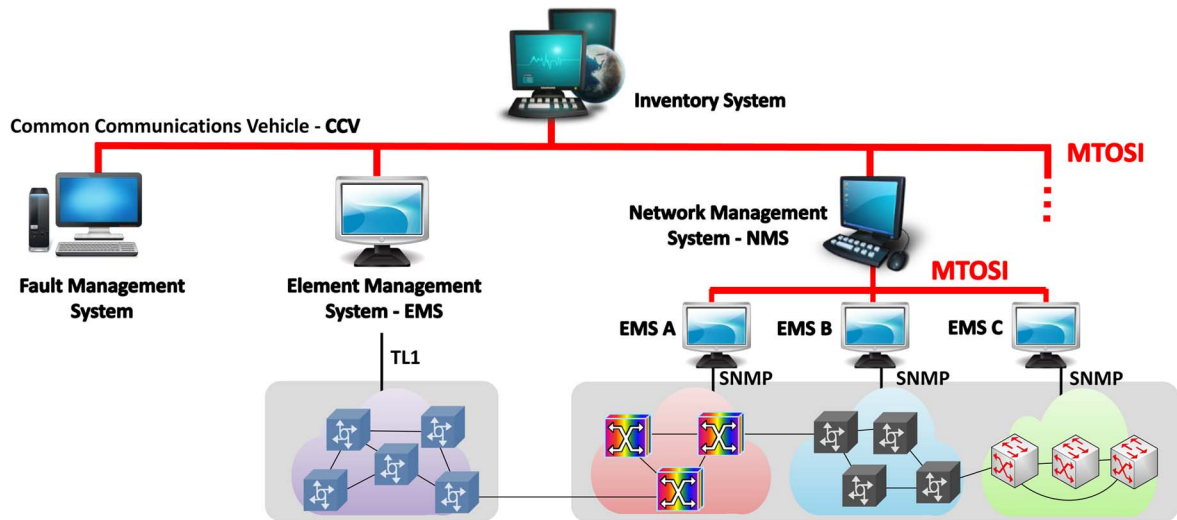 Inventory System
Common Communications Vehicle - CCV
MTOSI
Network Management
System - NMS
Fault Management
System
Element Management
System - EMS
MTOSI
EMS A
EMS B
EMS C
TL1
SNMP
SNMP
SNMP